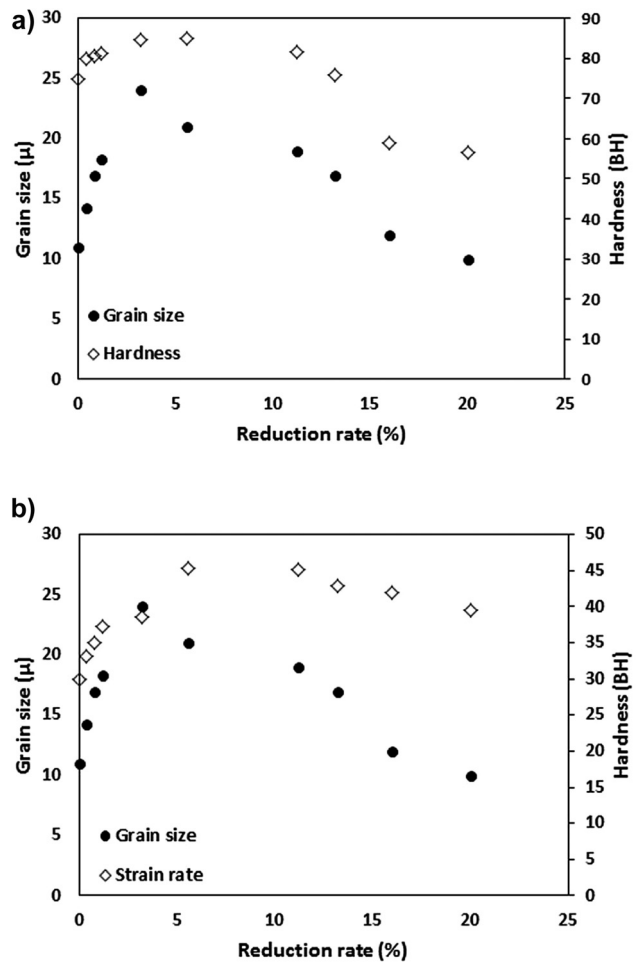 a)
30
25
20
15
10
5
0
Grain size (μ)
90
80
70
60
50
40
30
20
10
0
Hardness (BH)
Grain size
Hardness
0 5 10 15 20 25
Reduction rate (%)
b)
30
25
20
15
10
5
0
Grain size (μ)
50
45
40
35
30
25
20
15
10
5
0
Hardness (BH)
Grain size
Strain rate
0 5 10 15 20 25
Reduction rate (%)